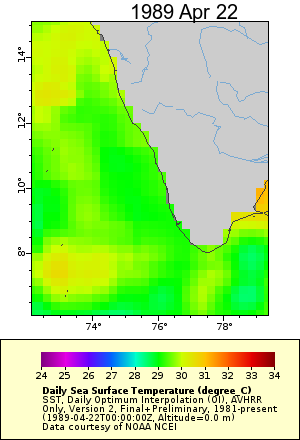 1989 Apr 22
14°
12°
10°
8°
74° 76° 78°
24 25 26 27 28 29 30 31 32 33 34
Daily Sea Surface Temperature (degree_C)
SST, Daily Optimum Interpolation (OI), AVHRR
Only, Version 2, Final+Preliminary, 1981-present
(1989-04-22T00:00:00Z, Altitude=0.0 m)
Data courtesy of NOAA NCEI